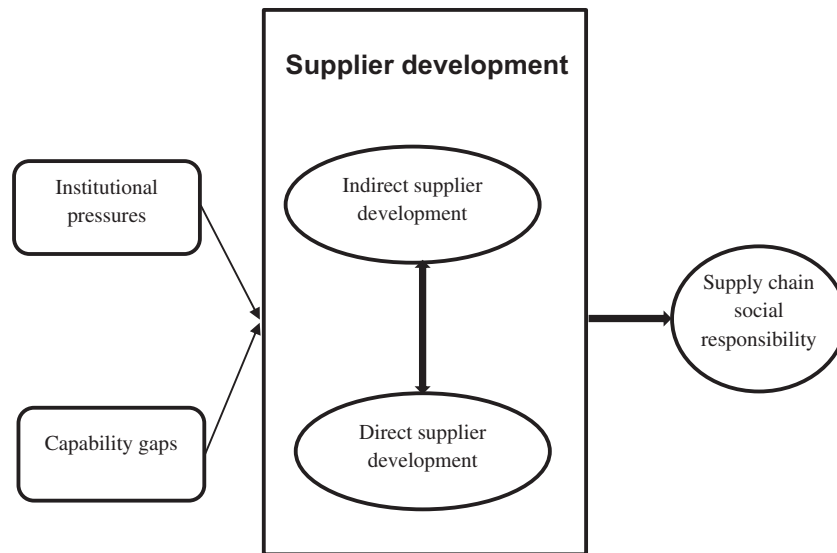 Supplier development
Institutional
pressures
Indirect supplier
development
Supply chain
social
responsibility
Capability gaps
Direct supplier
development